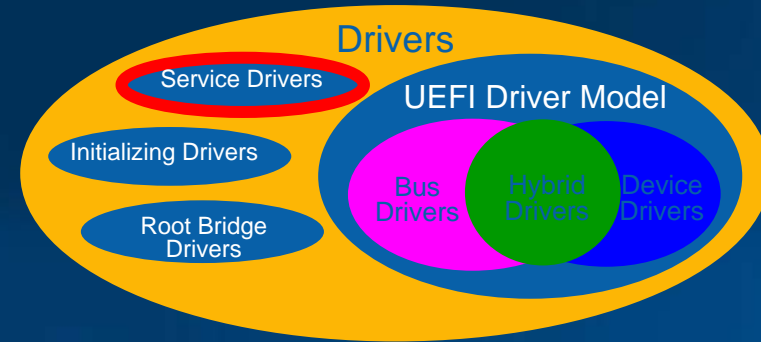 Drivers
Service Drivers
UEFI Driver Model
Initializing Drivers
Root Bridge
Drivers
Bus
Drivers
Hybrid
Drivers
Device
Drivers